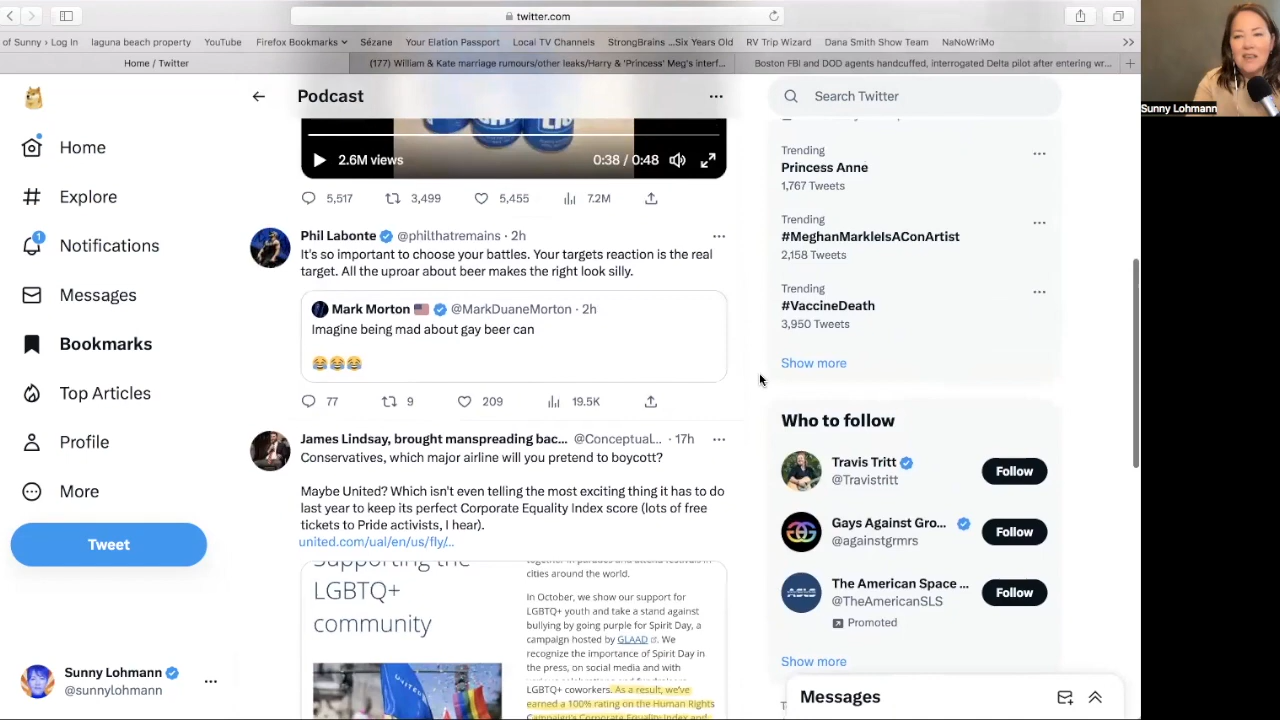 twitter.com
of Sunny › Log In
laguna beach property
YouTube
Firefox Bookmarks
Sézane
Your Elation Passport
Local TV Channels
StrongBrains ...Six Years Old
RV Trip Wizard
Dana Smith Show Team
NaNoWriMo
Home / Twitter
(177) William & Kate marriage rumours/other leaks/Harry & 'Princess' Meg's interf...
Boston FBI and DOD agents handcuffed, interrogated Delta pilot after entering wr...
Sunny Lohmann
Home
Explore
1
Notifications
Messages
Bookmarks
Top Articles
Profile
More
Tweet
Sunny Lohmann
@sunnylohmann
Podcast
2.6M views
0:38 / 0:48
5,517
3,499
5,455
7.2M
Phil Labonte @philthatremains · 2h
It's so important to choose your battles. Your targets reaction is the real
target. All the uproar about beer makes the right look silly.
Mark Morton @MarkDuaneMorton · 2h
Imagine being mad about gay beer can
😂😂😂
77
9
209
19.5K
James Lindsay, brought manspreading bac... @Conceptual... · 17h
Conservatives, which major airline will you pretend to boycott?
Maybe United? Which isn't even telling the most exciting thing it has to do
last year to keep its perfect Corporate Equality Index score (lots of free
tickets to Pride activists, I hear).
united.com/ual/en/us/fly/...
Supporting the
LGBTQ+
community
UNITED
cities around the world.
In October, we show our support for
LGBTQ+ youth and take a stand against
bullying by going purple for Spirit Day, a
campaign hosted by GLAAD. We
recognize the importance of Spirit Day
in the press, on social media and with
LGBTQ+ coworkers. As a result, we've
earned a 100% rating on the Human Rights
Campaign's Corporate Equality Index and
Search Twitter
Trending
Princess Anne
1,767 Tweets
Trending
#MeghanMarkleIsAConArtist
2,158 Tweets
Trending
#VaccineDeath
3,950 Tweets
Show more
Who to follow
Travis Tritt
@Travistritt
Follow
Gays Against Gro...
@againstgrmrs
Follow
ASLS
The American Space ...
@TheAmericanSLS
Follow
Promoted
Show more
Messages